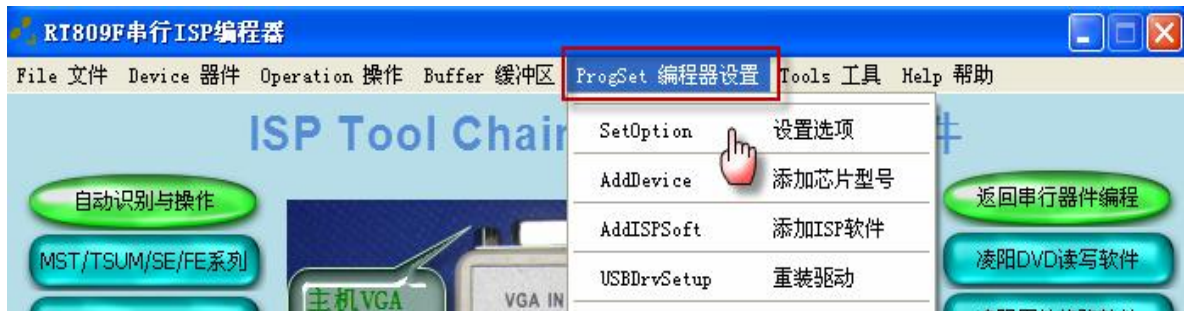 RT809F串行ISP编程器
File 文件 Device 器件 Operation 操作 Buffer 缓冲区 ProgSet 编程器设置 Tools 工具 Help 帮助
ISP Tool Chain
SetOption 设置选项
AddDevice 添加芯片型号
AddISPSoft 添加ISP软件
USBDrvSetup 重装驱动
自动识别与操作
MST/TSUM/SE/FE系列
主机VGA
VGA IN
返回串行器件编程
凌阳DVD读写软件